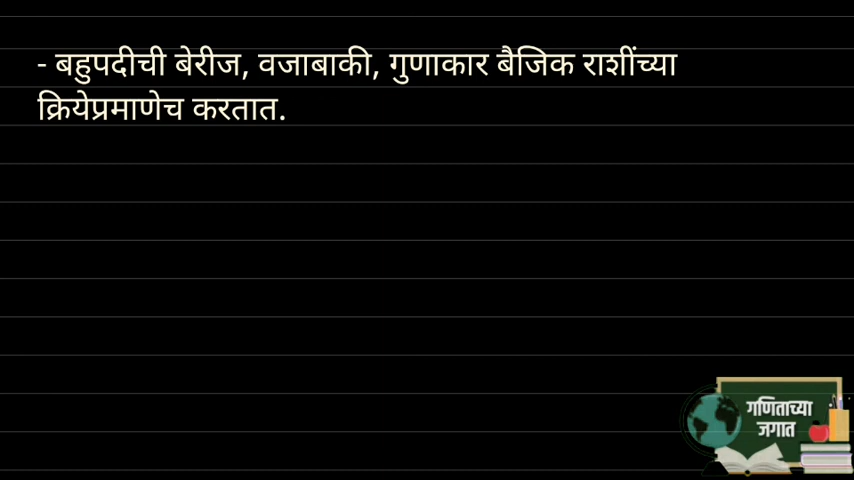 - बहुपदीची बेरीज, वजाबाकी, गुणाकार बैजिक राशींच्या
क्रियेप्रमाणेच करतात.
गणिताच्या
जगात